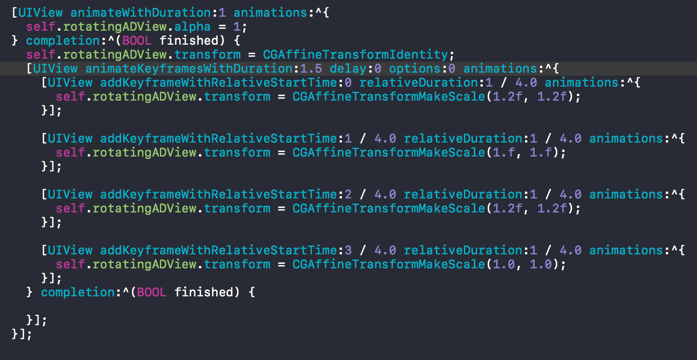 [UIView animateWithDuration:1 animations:^{
  self.rotatingADView.alpha = 1;
} completion:^(BOOL finished) {
  self.rotatingADView.transform = CGAffineTransformIdentity;
  [UIView animateKeyframesWithDuration:1.5 delay:0 options:0 animations:^{
    [UIView addKeyframeWithRelativeStartTime:0 relativeDuration:1 / 4.0 animations:^{
      self.rotatingADView.transform = CGAffineTransformMakeScale(1.2f, 1.2f);
    }];

    [UIView addKeyframeWithRelativeStartTime:1 / 4.0 relativeDuration:1 / 4.0 animations:^{
      self.rotatingADView.transform = CGAffineTransformMakeScale(1.f, 1.f);
    }];

    [UIView addKeyframeWithRelativeStartTime:2 / 4.0 relativeDuration:1 / 4.0 animations:^{
      self.rotatingADView.transform = CGAffineTransformMakeScale(1.2f, 1.2f);
    }];

    [UIView addKeyframeWithRelativeStartTime:3 / 4.0 relativeDuration:1 / 4.0 animations:^{
      self.rotatingADView.transform = CGAffineTransformMakeScale(1.0, 1.0);
    }];
  } completion:^(BOOL finished) {

  }];
}];